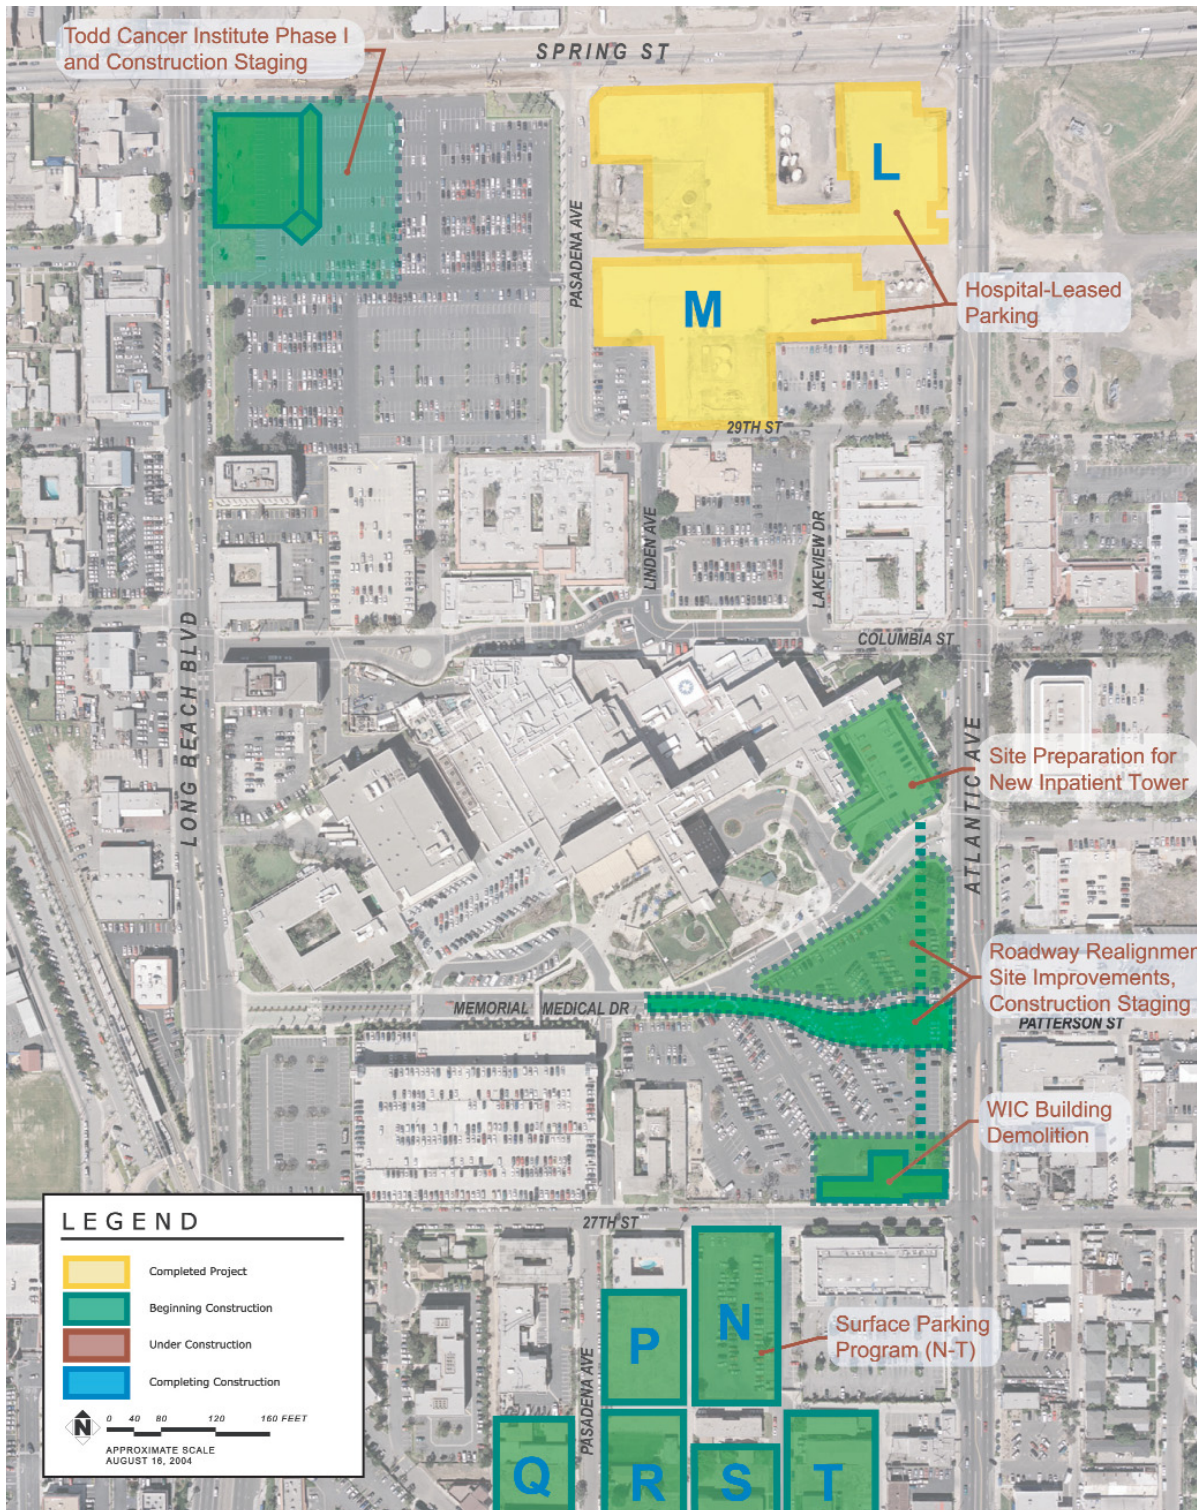 Todd Cancer Institute Phase I
and Construction Staging
SPRING ST
L
PASADENA AVE
M
Hospital-Leased
Parking
29TH ST
LINDEN AVE
LAKEVIEW DR
COLUMBIA ST
LONG BEACH BLVD
ATLANTIC AVE
Site Preparation for
New Inpatient Tower
Roadway Realignmen
Site Improvements,
Construction Staging
MEMORIAL MEDICAL DR
PATTERSON ST
WIC Building
Demolition
27TH ST
LEGEND
Completed Project
Beginning Construction
Under Construction
Completing Construction
N
0 40 80 120 160 FEET
APPROXIMATE SCALE
AUGUST 16, 2004
P
N
Surface Parking
Program (N-T)
PASADENA AVE
Q
R
S
T